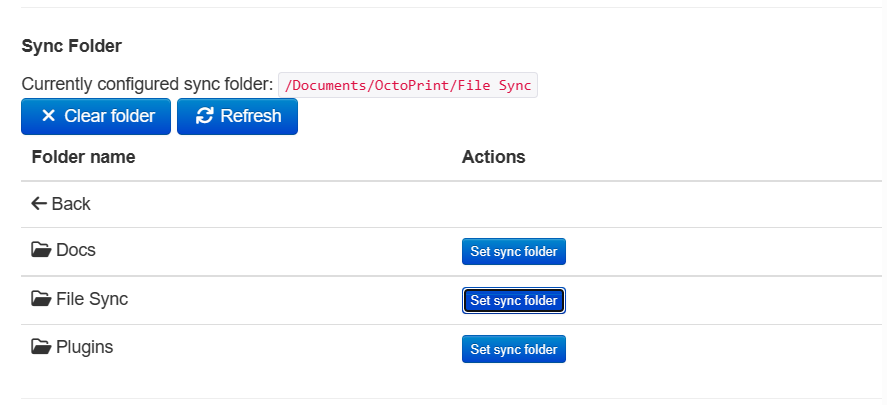 Sync Folder
Currently configured sync folder: /Documents/OctoPrint/File Sync
Clear folder Refresh
Folder name Actions
Back
Docs Set sync folder
File Sync Set sync folder
Plugins Set sync folder